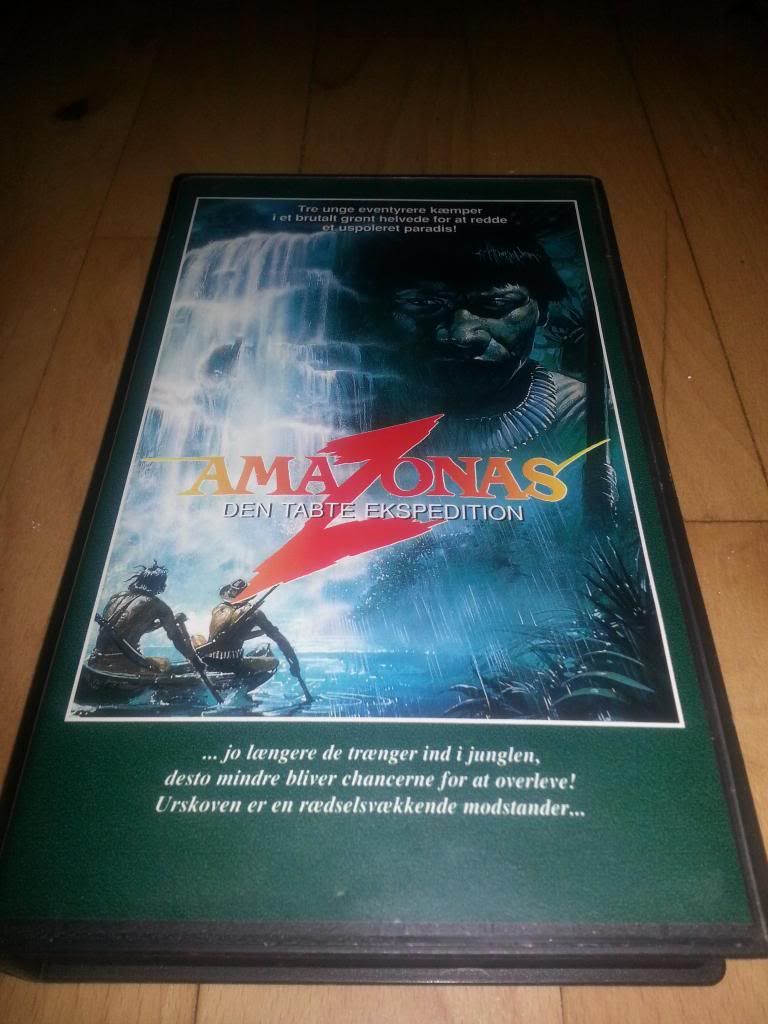 Tre unge eventyrere kæmper
i et brutalt grønt helvede for at redde
et uspoleret paradis!
AMAZONAS
DEN TABTE EKSPEDITION
... jo længere de trænger ind i junglen,
desto mindre bliver chancerne for at overleve!
Urskoven er en rædselsvækkende modstander...